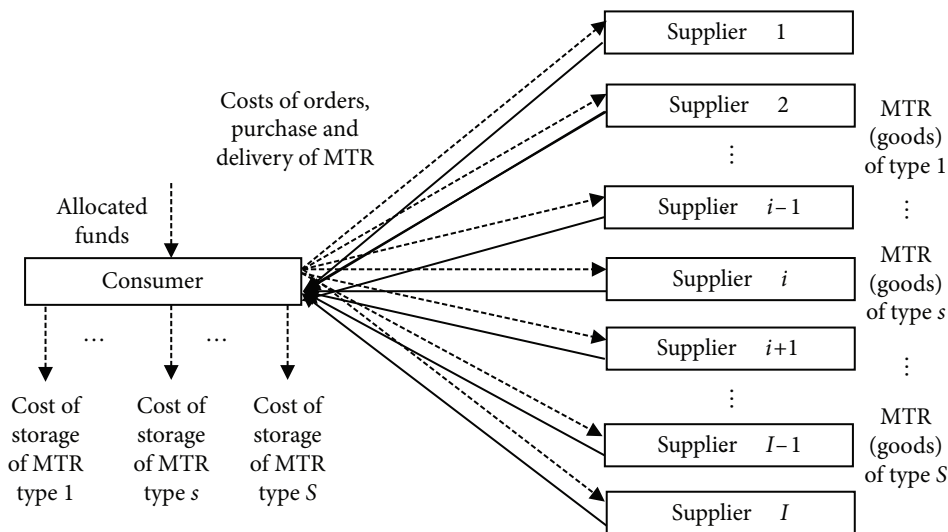 Supplier 1
Costs of orders,
purchase and
delivery of MTR
Supplier 2
⋮
MTR
(goods)
of type 1
Allocated
funds
Supplier i–1
⋮
Consumer
Supplier i
MTR
(goods)
of type s
Supplier i+1
...
...
⋮
⋮
Cost of
storage
of MTR
type 1
Cost of
storage
of MTR
type s
Cost of
storage
of MTR
type S
Supplier I–1
MTR
(goods)
of type S
Supplier I